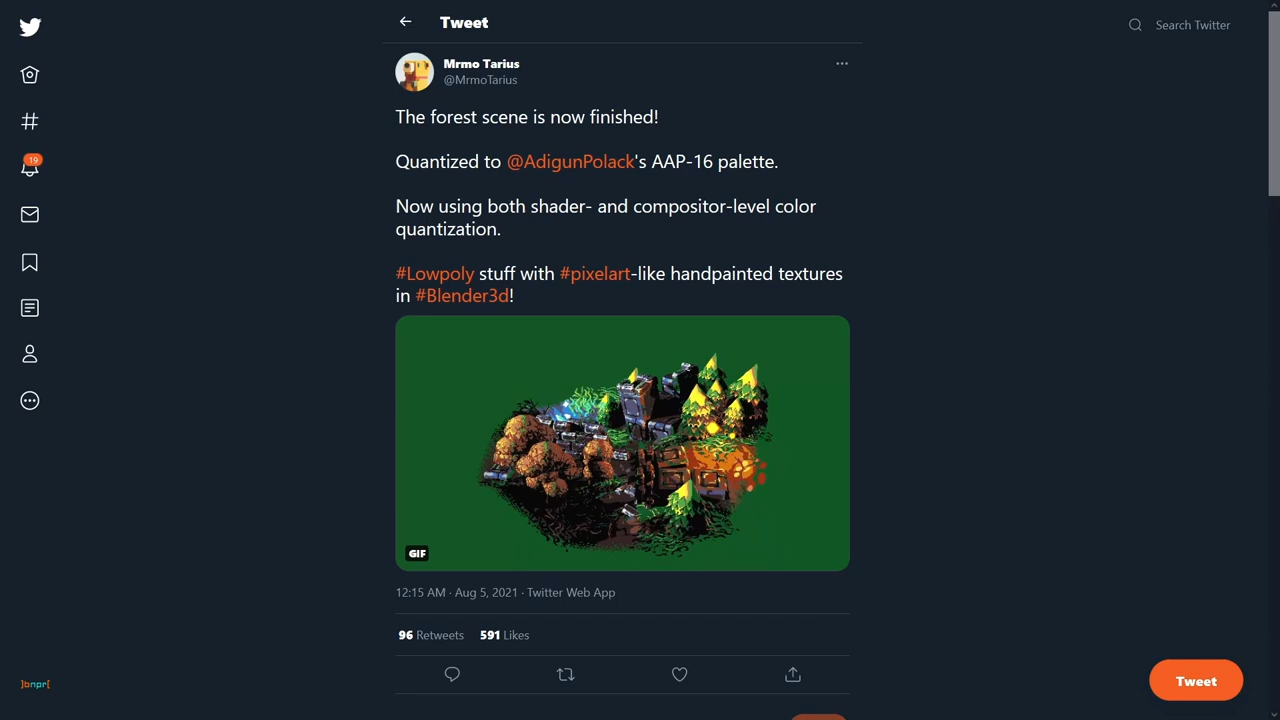 Tweet
Search Twitter
Mrmo Tarius
@MrmoTarius
The forest scene is now finished!
Quantized to @AdigunPolack's AAP-16 palette.
Now using both shader- and compositor-level color
quantization.
#Lowpoly stuff with #pixelart-like handpainted textures
in #Blender3d!
GIF
12:15 AM · Aug 5, 2021 · Twitter Web App
96 Retweets 591 Likes
19
]bnpr[
Tweet